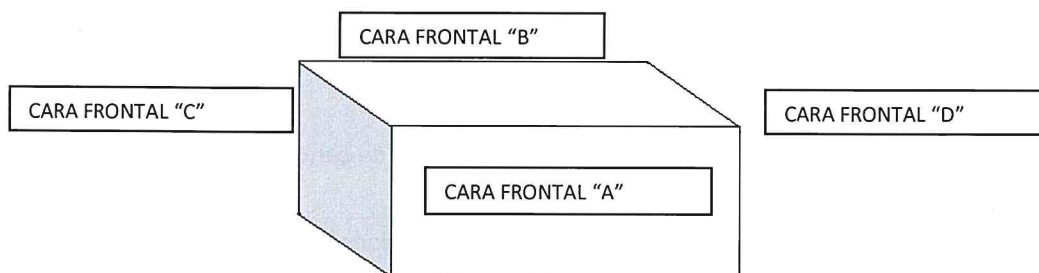 CARA FRONTAL “B”
CARA FRONTAL “C”
CARA FRONTAL “D”
CARA FRONTAL “A”